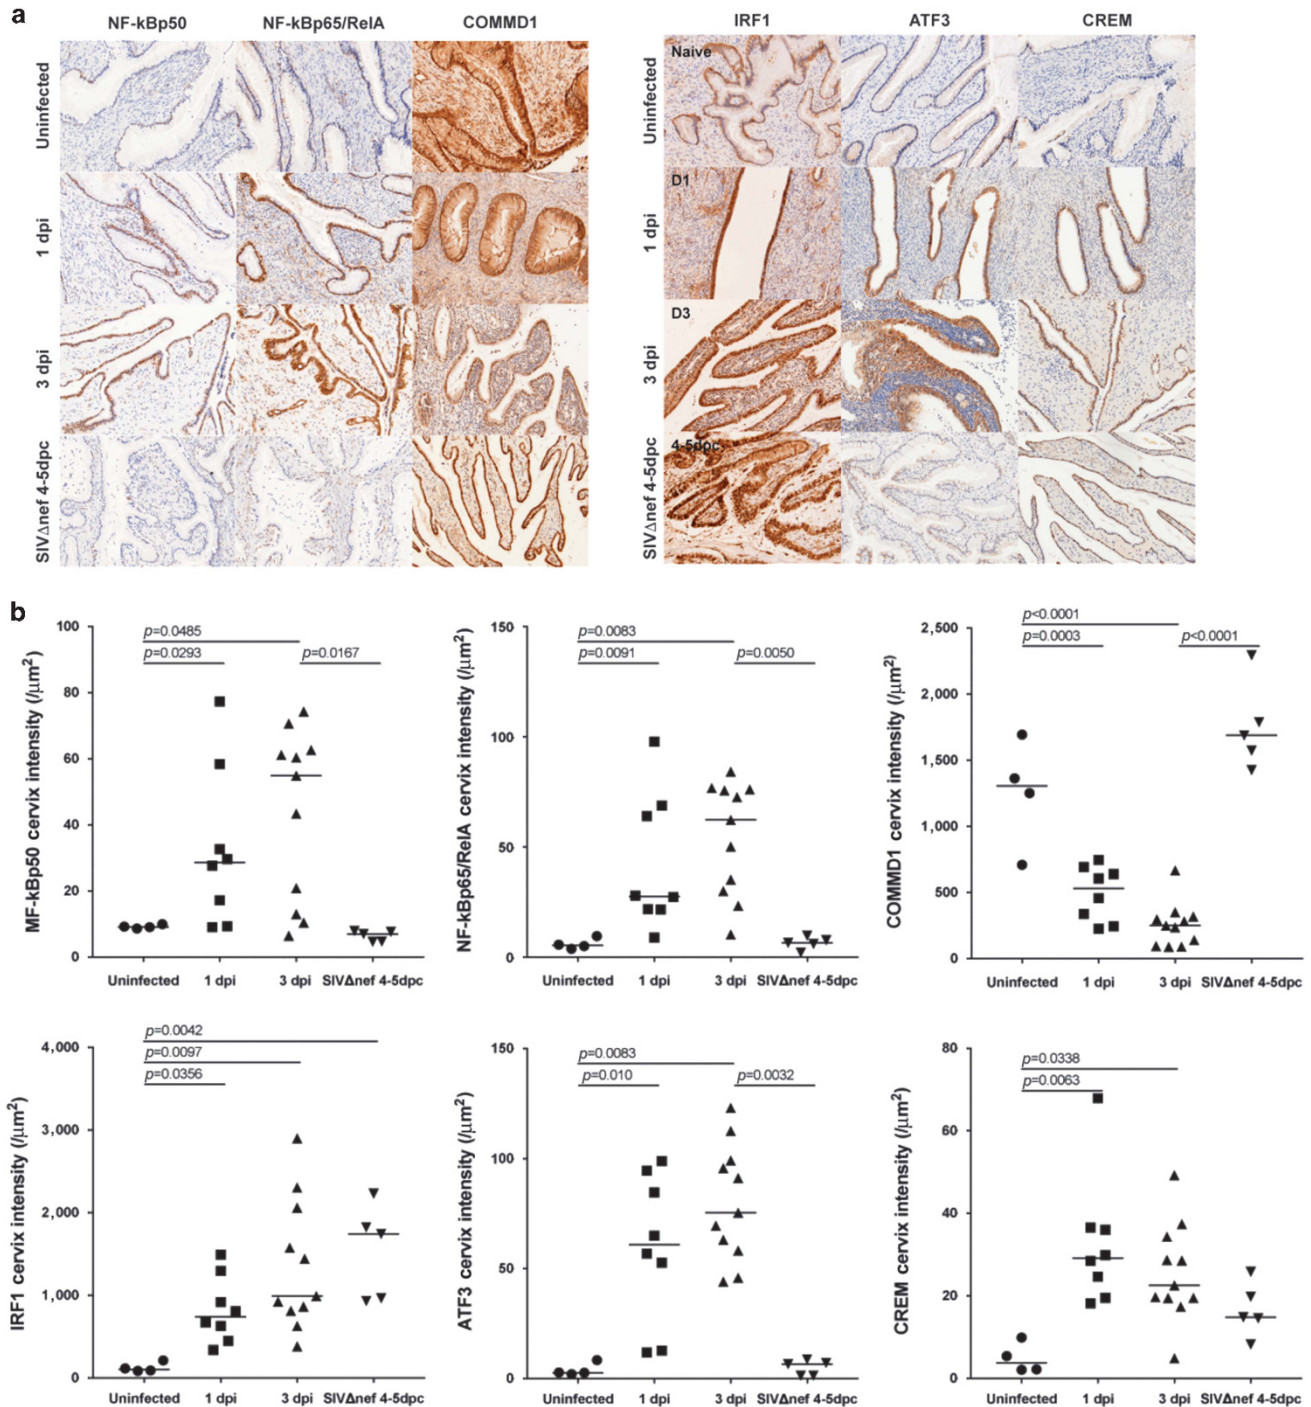 a
NF-kBp50 NF-kBp65/RelA COMMD1 IRF1 ATF3 CREM
Uninfected
1 dpi
3 dpi
SIVΔnef 4-5dpc
Uninfected
1 dpi
3 dpi
SIVΔnef 4-5dpc
Naive
D1
D3
4-5dpc
b
MF-kBp50 cervix intensity (/μm²)
100
80
60
40
20
0
p=0.0485
p=0.0293
p=0.0167
Uninfected 1 dpi 3 dpi SIVΔnef 4-5dpc
NF-kBp65/RelA cervix intensity (/μm²)
150
100
50
0
p=0.0083
p=0.0091
p=0.0050
Uninfected 1 dpi 3 dpi SIVΔnef 4-5dpc
COMMD1 cervix intensity (/μm²)
2,500
2,000
1,500
1,000
500
0
p<0.0001
p=0.0003
p<0.0001
Uninfected 1 dpi 3 dpi SIVΔnef 4-5dpc
IRF1 cervix intensity (/μm²)
4,000
3,000
2,000
1,000
0
p=0.0042
p=0.0097
p=0.0356
Uninfected 1 dpi 3 dpi SIVΔnef 4-5dpc
ATF3 cervix intensity (/μm²)
150
100
50
0
p=0.0083
p=0.010
p=0.0032
Uninfected 1 dpi 3 dpi SIVΔnef 4-5dpc
CREM cervix intensity (/μm²)
80
60
40
20
0
p=0.0338
p=0.0063
Uninfected 1 dpi 3 dpi SIVΔnef 4-5dpc